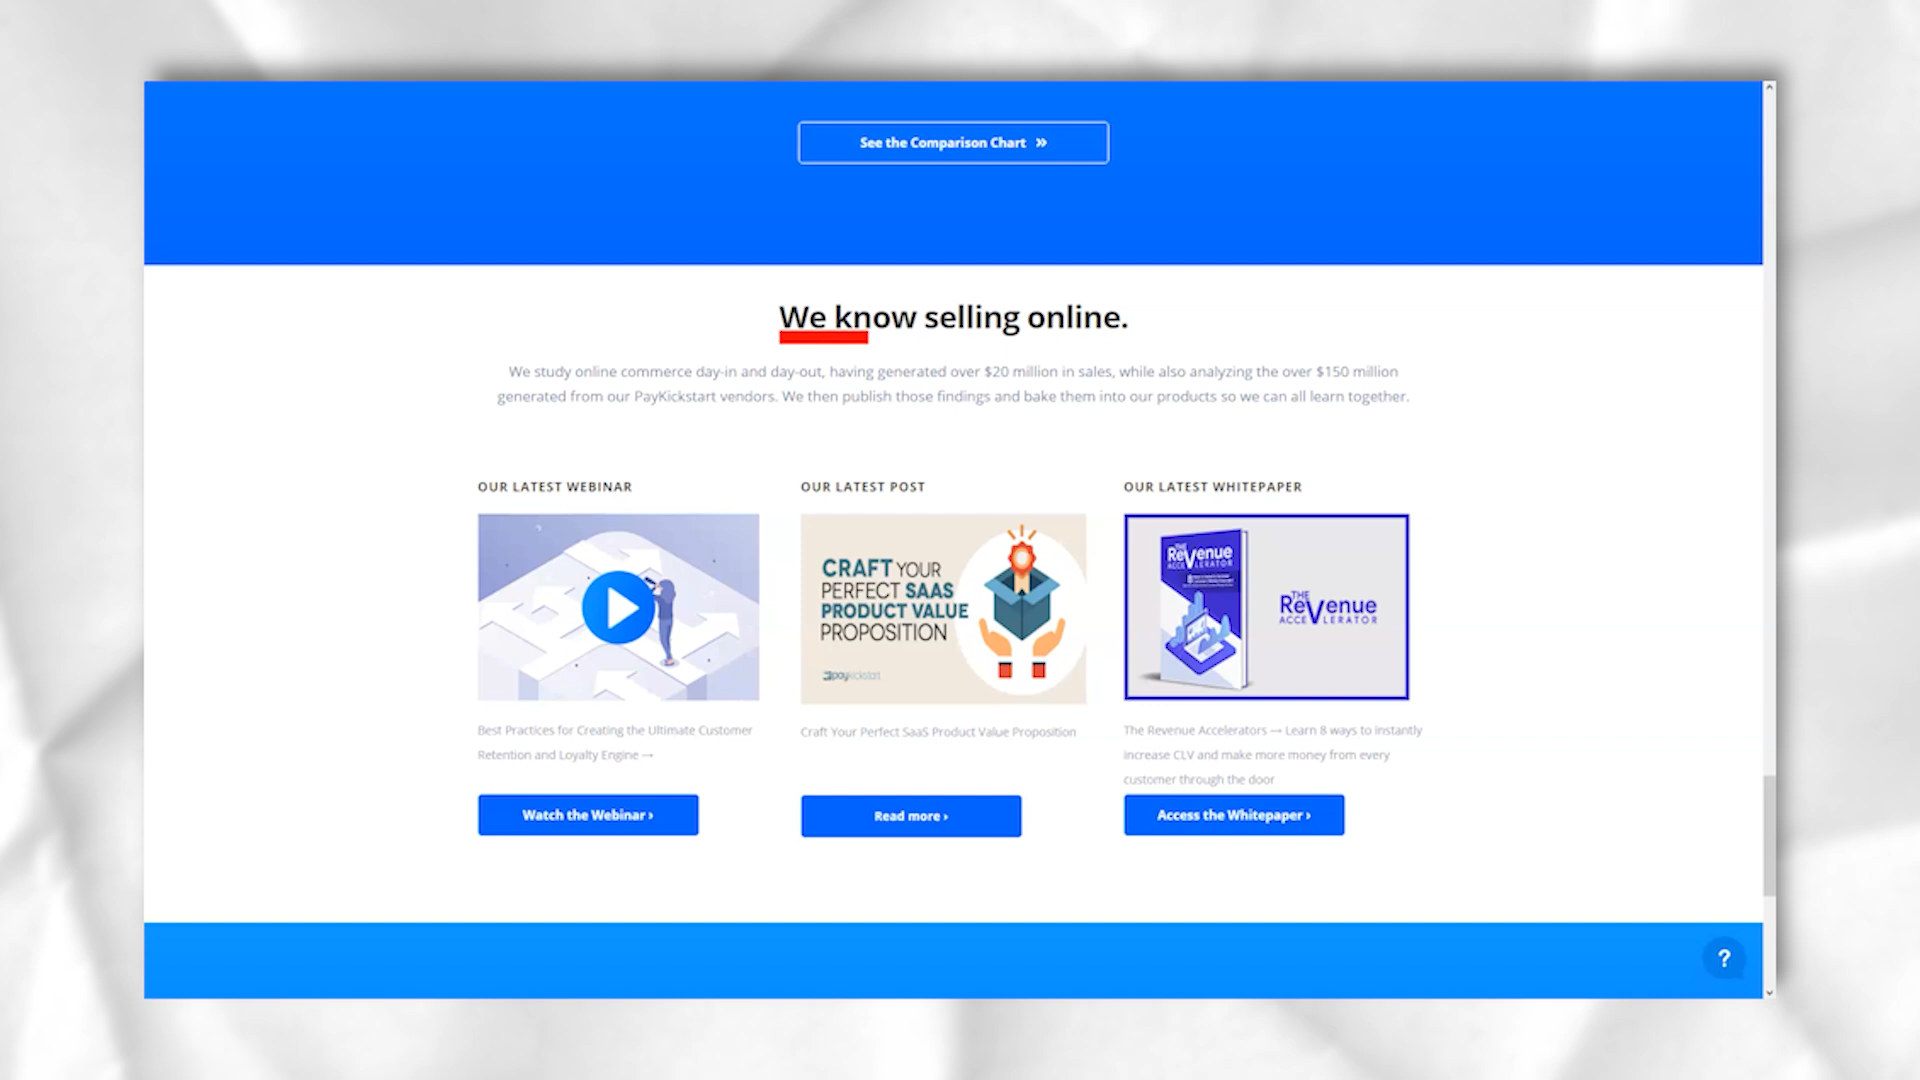 See the Comparison Chart »
We know selling online.
We study online commerce day-in and day-out, having generated over $20 million in sales, while also analyzing the over $150 million
generated from our PayKickstart vendors. We then publish those findings and bake them into our products so we can all learn together.
OUR LATEST WEBINAR
Best Practices for Creating the Ultimate Customer
Retention and Loyalty Engine →
Watch the Webinar ›
OUR LATEST POST
CRAFT YOUR
PERFECT SAAS
PRODUCT VALUE
PROPOSITION
paykickstart
Craft Your Perfect SaaS Product Value Proposition
Read more ›
OUR LATEST WHITEPAPER
THE
ReVenue
ACCELERATOR
THE
ReVenue
ACCELERATOR
The Revenue Accelerators → Learn 8 ways to instantly
increase CLV and make more money from every
customer through the door
Access the Whitepaper ›
?